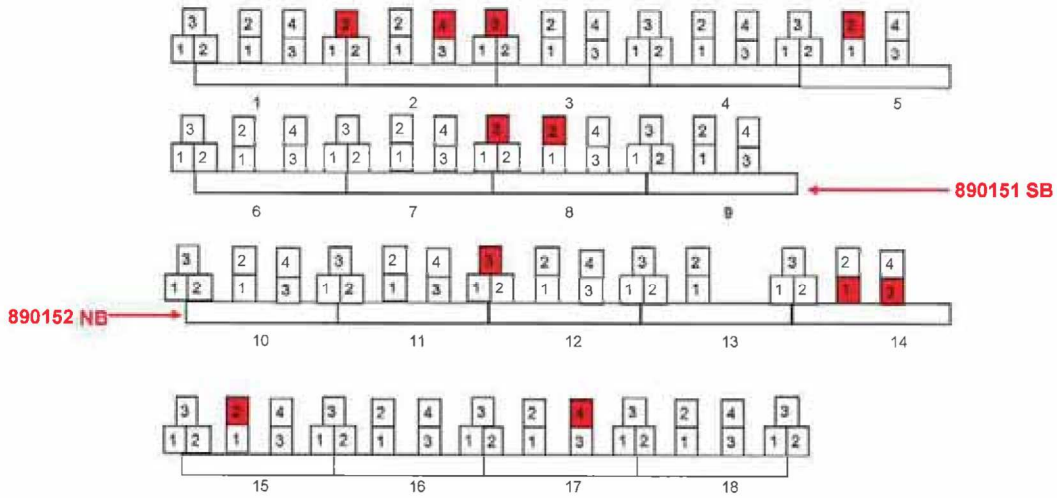 3 2 4 3 2 4 3 2 4 3 2 4 3 2 4
1 2 1 3 1 2 1 3 1 2 1 3 1 2 1 3 1 2 1 3
1 2 3 4 5
3 2 4 3 2 4 3 2 4 3 2 4
1 2 1 3 1 2 1 3 1 2 1 3 1 2 1 3
890151 SB
6 7 8 9
3 2 4 3 2 4 3 2 4 3 2 3 2 4
1 2 1 3 1 2 1 3 1 2 1 3 1 2 1 1 2 1 3
890152 NB
10 11 12 13 14
3 2 4 3 2 4 3 2 4 3 2 4 3
1 2 1 3 1 2 1 3 1 2 1 3 1 2 1 3 1 2
15 16 17 18